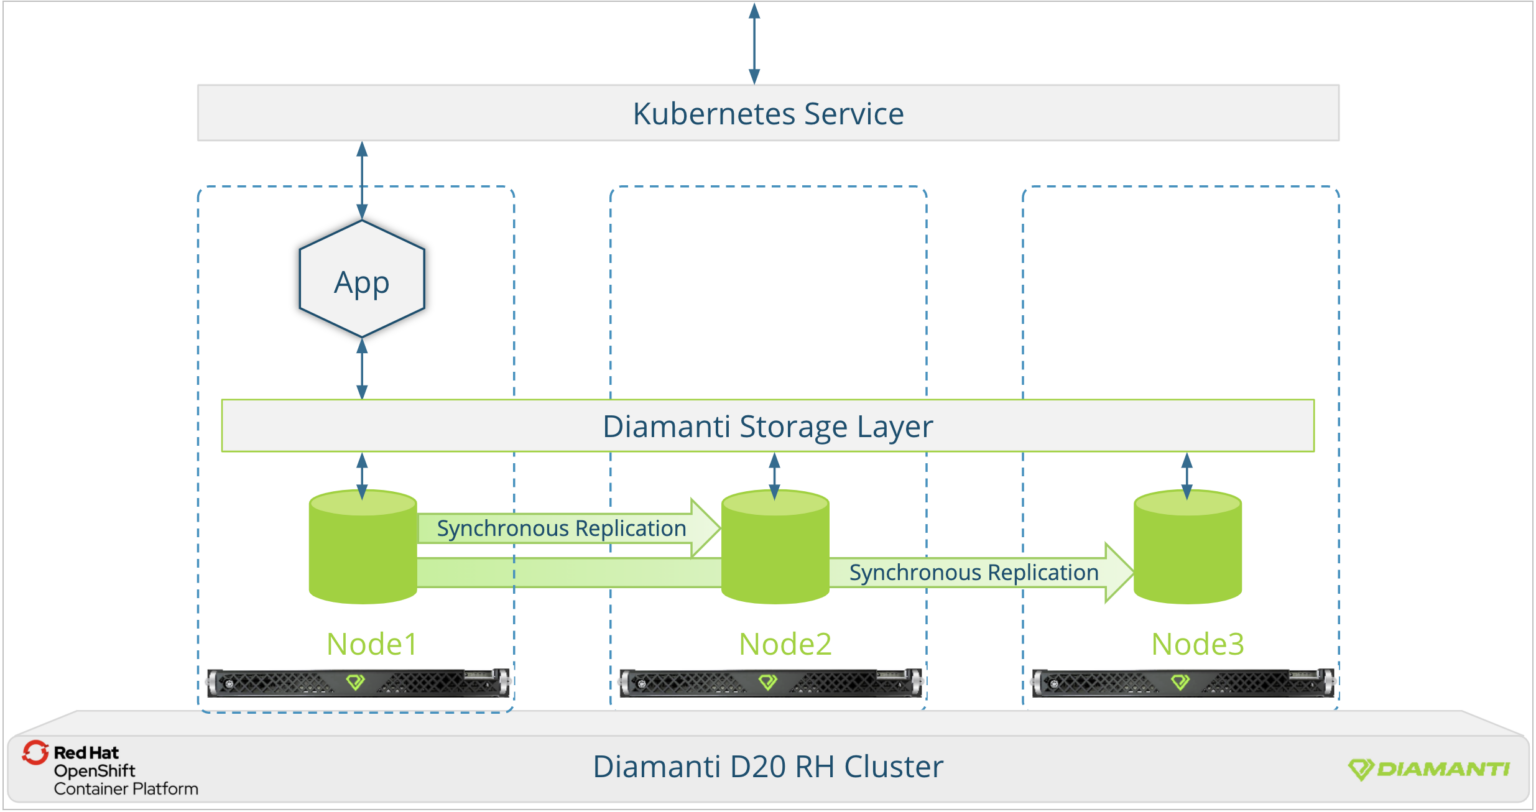 Kubernetes Service
App
Diamanti Storage Layer
Synchronous Replication
Synchronous Replication
Node1
Node2
Node3
Red Hat
OpenShift
Container Platform
Diamanti D20 RH Cluster
DIAMANTI